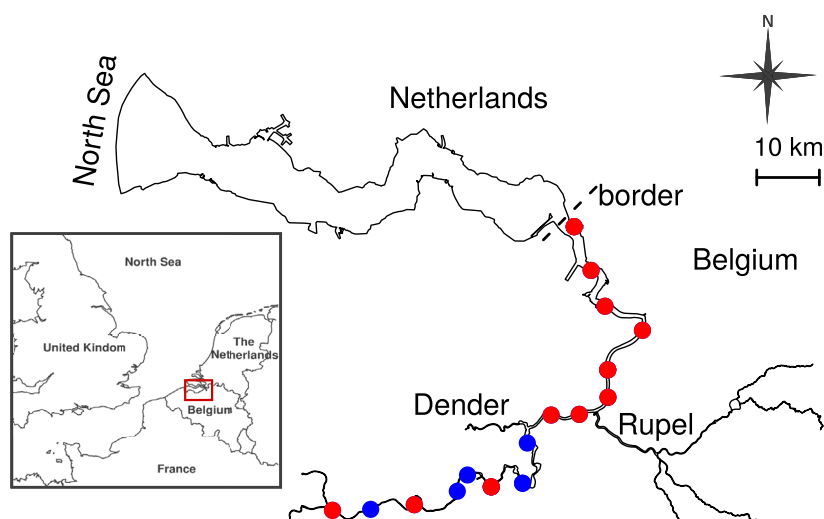 N
Netherlands
North Sea
10 km
border
Belgium
North Sea
United Kindom
The
Netherlands
Belgium
France
Dender
Rupel